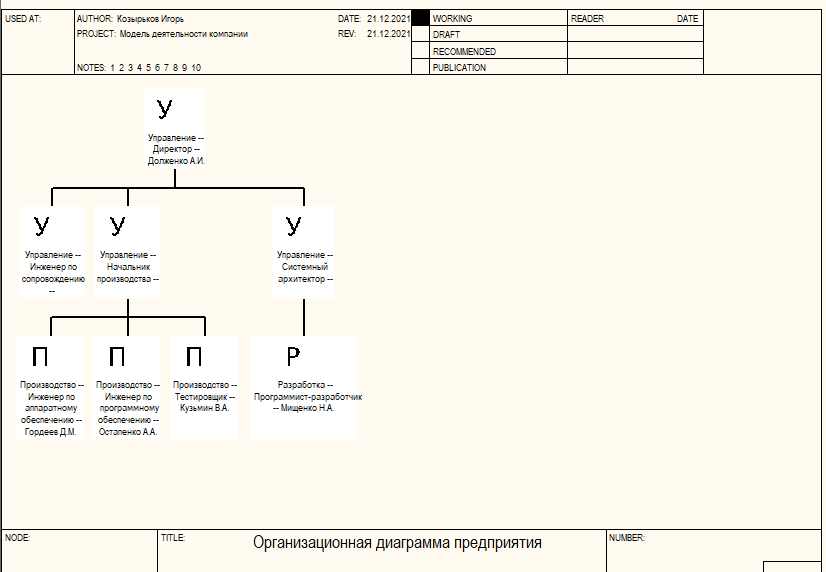 USED AT:
AUTHOR: Козырьков Игорь
DATE: 21.12.2021
PROJECT: Модель деятельности компании
REV: 21.12.2021
NOTES: 1 2 3 4 5 6 7 8 9 10
WORKING
DRAFT
RECOMMENDED
PUBLICATION
READER
DATE
У
Управление --
Директор --
Долженко А.И.
У
Управление --
Инженер по
сопровождению
--
У
Управление --
Начальник
производства --
У
Управление --
Системный
архитектор --
П
Производство --
Инженер по
аппаратному
обеспечению --
Гордеев Д.М.
П
Производство --
Инженер по
программному
обеспечению --
Остапенко А.А.
П
Производство --
Тестировщик --
Кузьмин В.А.
Р
Разработка --
Программист-разработчик
-- Мищенко Н.А.
NODE:
TITLE:
Организационная диаграмма предприятия
NUMBER: